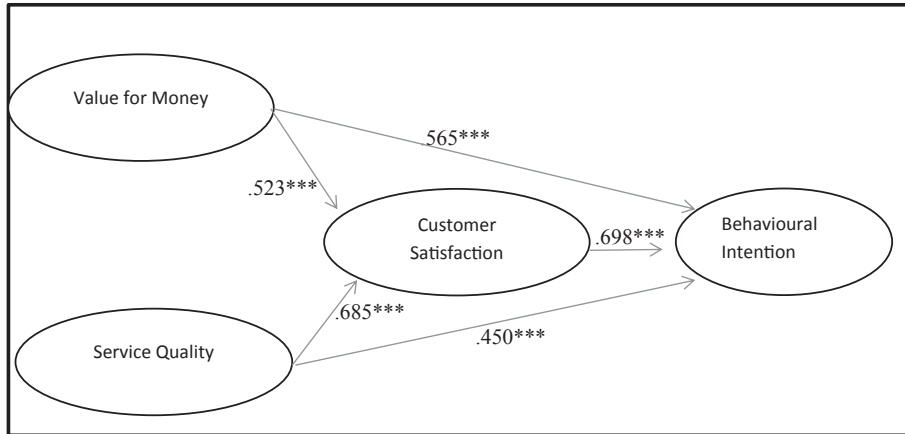 Value for Money
.565***
.523***
Customer
Satisfaction
.698***
Behavioural
Intention
.685***
.450***
Service Quality